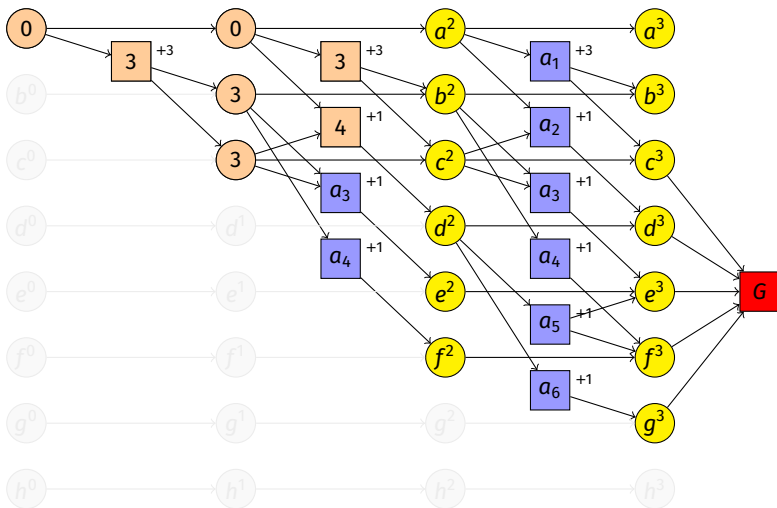 0 0 a² a³
3 +3 3 +3 a₁ +3
b⁰ 3 b² b³
4 +1 a₂ +1
c⁰ 3 c² c³
a₃ +1 a₃ +1
d⁰ d¹ d² d³
a₄ +1 a₄ +1
e⁰ e¹ e² e³ G
a₅ +1
f⁰ f¹ f² f³
a₆ +1
g⁰ g¹ g² g³
h⁰ h¹ h² h³